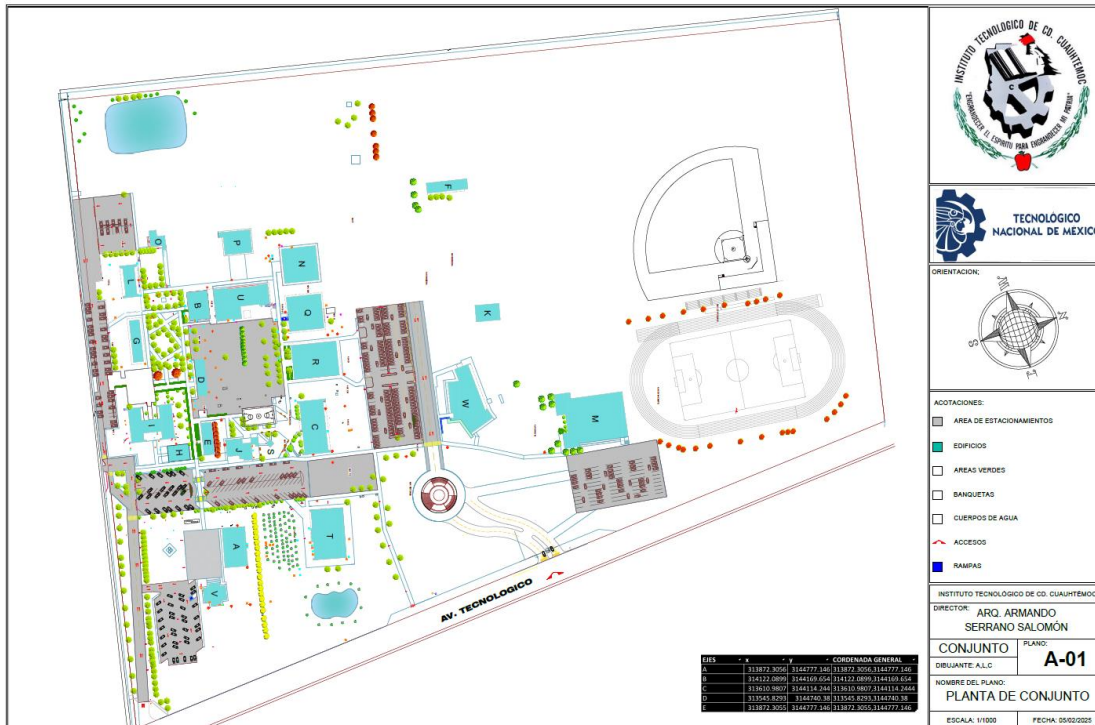 INSTITUTO TECNOLOGICO DE CD. CUAUHTEMOC
"ENGRANDECER EL ESPIRITU PARA ENGRANDECER MI PATRIA"
TECNOLÓGICO
NACIONAL DE MÉXICO
ORIENTACION;
N
S
ACOTACIONES:
AREA DE ESTACIONAMIENTOS
EDIFICIOS
AREAS VERDES
BANQUETAS
CUERPOS DE AGUA
ACCESOS
RAMPAS
INSTITUTO TECNOLÓGICO DE CD. CUAUHTÉMOC
DIRECTOR: ARQ. ARMANDO
SERRANO SALOMÓN
CONJUNTO
PLANO:
A-01
DIBUJANTE: A,L,C
NOMBRE DEL PLANO:
PLANTA DE CONJUNTO
ESCALA: 1/1000
FECHA: 05/02/2025
F
O
P
N
L
B
U
Q
K
G
R
D
W
M
I
E
C
J
S
H
A
T
V
AV. TECNOLOGICO
EJES x y CORDENADA GENERAL
A 313872.3056 3144777.146 313872.3056,3144777.146
B 314122.0899 3144169.654 314122.0899,3144169.654
C 313610.9807 3144114.244 313610.9807,3144114.2444
D 313545.8293 3144740.38 313545.8293,3144740.38
E 313872.3055 3144777.146 313872.3055,3144777.146